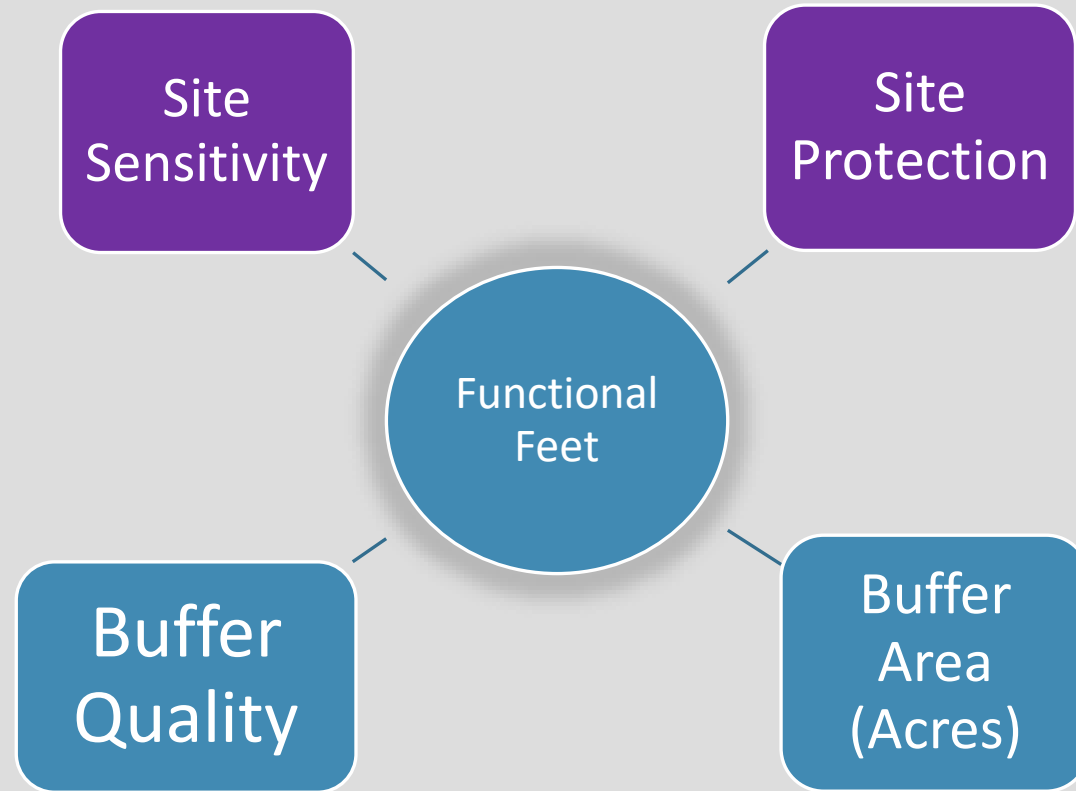 Site
Sensitivity
Site
Protection
Functional
Feet
Buffer
Quality
Buffer
Area
(Acres)